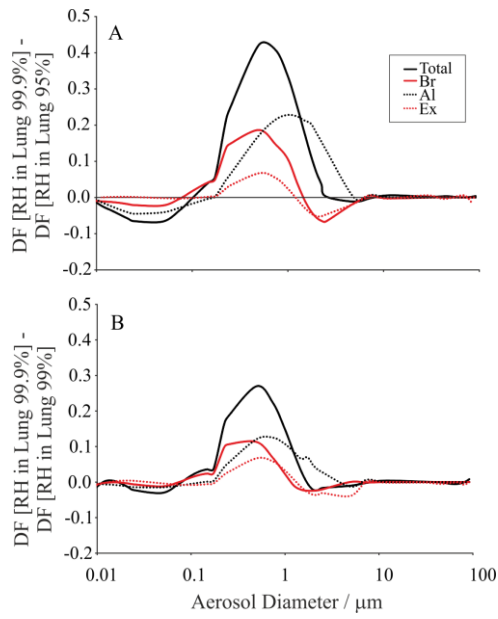 A
0.5
0.4
0.3
0.2
0.1
0.0
-0.1
-0.2
DF [RH in Lung 99.9%] -
DF [RH in Lung 95%]
Total
Br
Al
Ex
B
0.5
0.4
0.3
0.2
0.1
0.0
-0.1
0.2
DF [RH in Lung 99.9%] -
DF [RH in Lung 99%]
0.01
0.1
1
10
100
Aerosol Diameter / μm